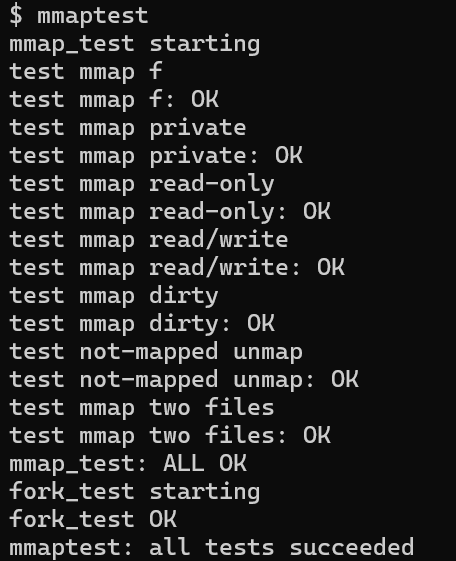 $ mmaptest
mmap_test starting
test mmap f
test mmap f: OK
test mmap private
test mmap private: OK
test mmap read-only
test mmap read-only: OK
test mmap read/write
test mmap read/write: OK
test mmap dirty
test mmap dirty: OK
test not-mapped unmap
test not-mapped unmap: OK
test mmap two files
test mmap two files: OK
mmap_test: ALL OK
fork_test starting
fork_test OK
mmaptest: all tests succeeded